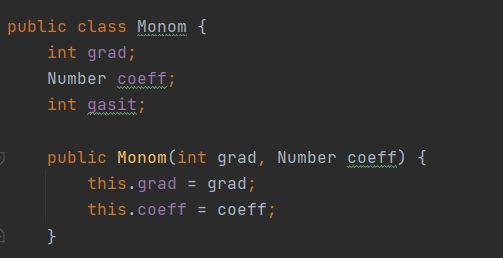 public class Monom {
    int grad;
    Number coeff;
    int gasit;

    public Monom(int grad, Number coeff) {
        this.grad = grad;
        this.coeff = coeff;
    }